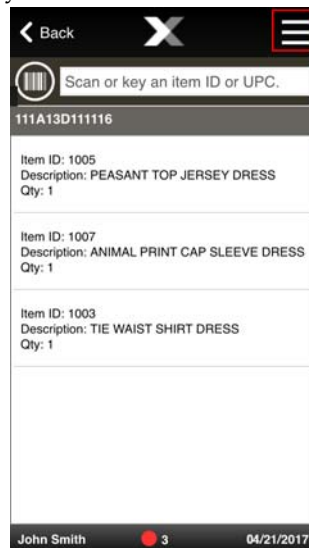 Back
Scan or key an item ID or UPC.
111A13D111116
Item ID: 1005
Description: PEASANT TOP JERSEY DRESS
Qty: 1
Item ID: 1007
Description: ANIMAL PRINT CAP SLEEVE DRESS
Qty: 1
Item ID: 1003
Description: TIE WAIST SHIRT DRESS
Qty: 1
John Smith 3 04/21/2017